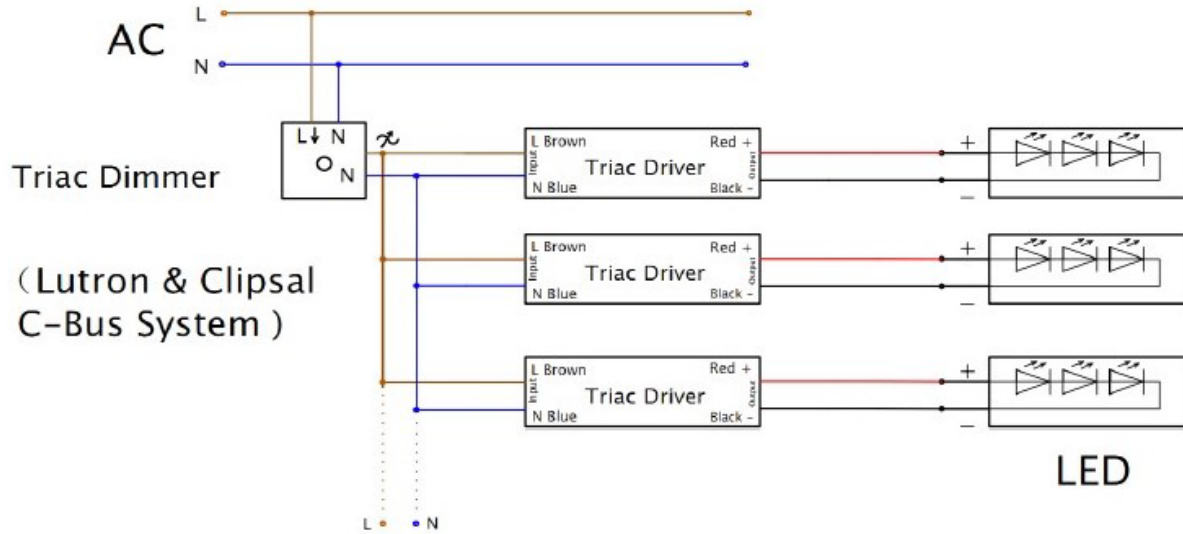 L
AC
N
L↓ N
N
Triac Dimmer
（Lutron & Clipsal
C-Bus System )
L Brown
Input
N Blue
Triac Driver
Red +
Output
Black -
+
−
L Brown
Input
N Blue
Triac Driver
Red +
Output
Black -
+
−
L Brown
Input
N Blue
Triac Driver
Red +
Output
Black -
+
−
LED
L
N